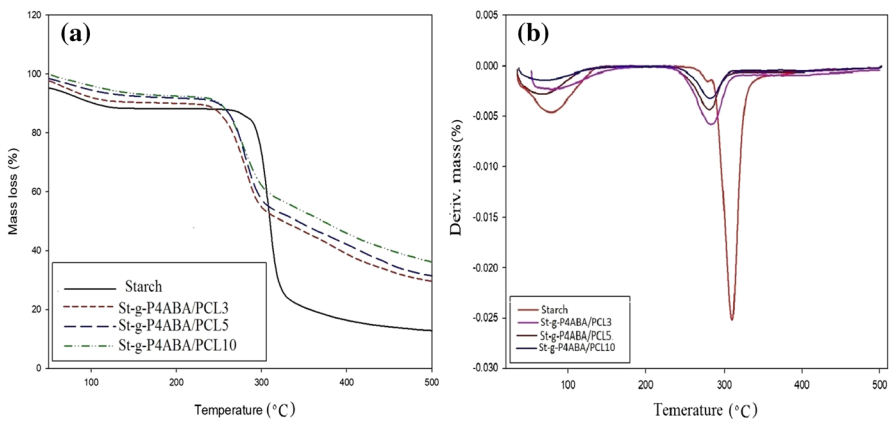 (a)
120
100
80
60
40
20
0
Mass loss (%)
100
200
300
400
500
Temperature (°C)
Starch
St-g-P4ABA/PCL3
St-g-P4ABA/PCL5
St-g-P4ABA/PCL10
(b)
0.005
0.000
-0.005
-0.010
-0.015
-0.020
-0.025
-0.030
Deriv. mass(%)
100
200
300
400
500
Temerature (°C)
Starch
St-g-P4ABA/PCL3
St-g-P4ABA/PCL5
St-g-P4ABA/PCL10